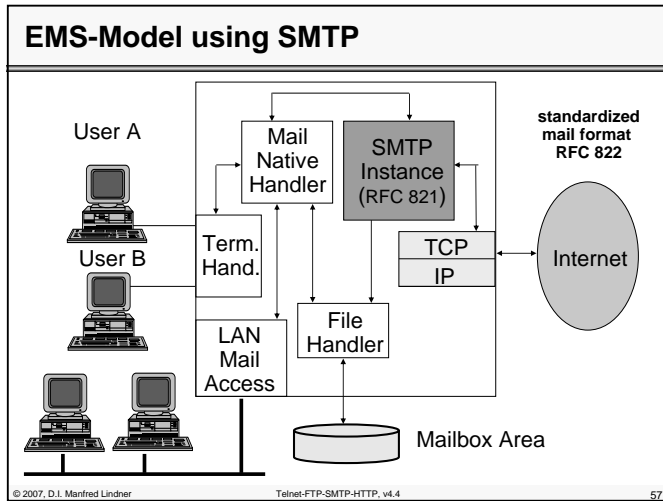 EMS-Model using SMTP
User A
User B
Mail
Native
Handler
SMTP
Instance
(RFC 821)
standardized
mail format
RFC 822
Term.
Hand.
TCP
IP
Internet
LAN
Mail
Access
File
Handler
Mailbox Area
© 2007, D.I. Manfred Lindner
Telnet-FTP-SMTP-HTTP, v4.4
57